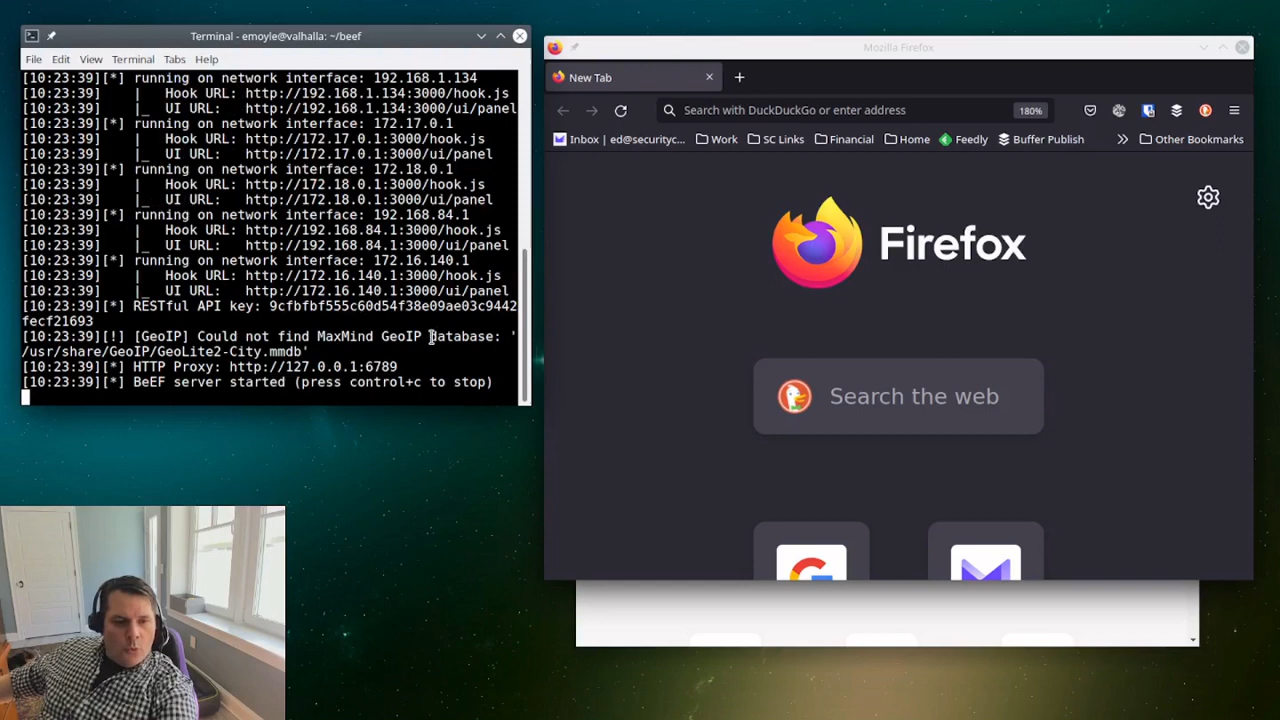 Terminal - emoyle@valhalla: ~/beef
File Edit View Terminal Tabs Help
[10:23:39][*] running on network interface: 192.168.1.134
[10:23:39]    |   Hook URL: http://192.168.1.134:3000/hook.js
[10:23:39]    |_  UI URL: http://192.168.1.134:3000/ui/panel
[10:23:39][*] running on network interface: 172.17.0.1
[10:23:39]    |   Hook URL: http://172.17.0.1:3000/hook.js
[10:23:39]    |_  UI URL: http://172.17.0.1:3000/ui/panel
[10:23:39][*] running on network interface: 172.18.0.1
[10:23:39]    |   Hook URL: http://172.18.0.1:3000/hook.js
[10:23:39]    |_  UI URL: http://172.18.0.1:3000/ui/panel
[10:23:39][*] running on network interface: 192.168.84.1
[10:23:39]    |   Hook URL: http://192.168.84.1:3000/hook.js
[10:23:39]    |_  UI URL: http://192.168.84.1:3000/ui/panel
[10:23:39][*] running on network interface: 172.16.140.1
[10:23:39]    |   Hook URL: http://172.16.140.1:3000/hook.js
[10:23:39]    |_  UI URL: http://172.16.140.1:3000/ui/panel
[10:23:39][*] RESTful API key: 9cfbfbf555c60d54f38e09ae03c9442
fecf21693
[10:23:39][!] [GeoIP] Could not find MaxMind GeoIP database: '
/usr/share/GeoIP/GeoLite2-City.mmdb'
[10:23:39][*] HTTP Proxy: http://127.0.0.1:6789
[10:23:39][*] BeEF server started (press control+c to stop)
Mozilla Firefox
New Tab
Search with DuckDuckGo or enter address 180%
Inbox | ed@securityc... Work SC Links Financial Home Feedly Buffer Publish Other Bookmarks
Firefox
Search the web